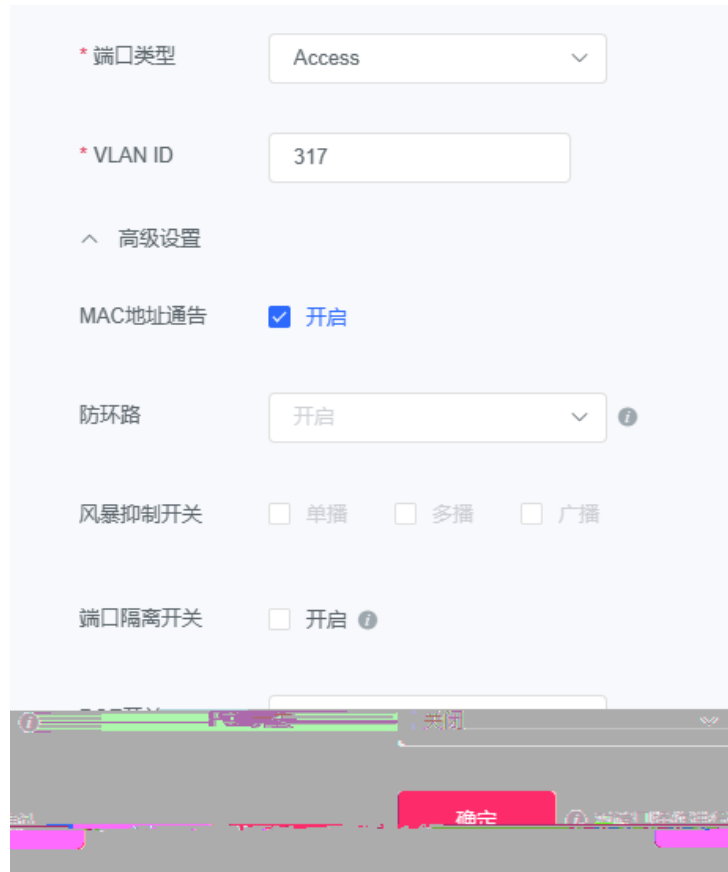 * 端口类型 Access
* VLAN ID 317
高级设置
MAC地址通告 开启
防环路 开启
风暴抑制开关 单播 多播 广播
端口隔离开关 开启
关闭
确定